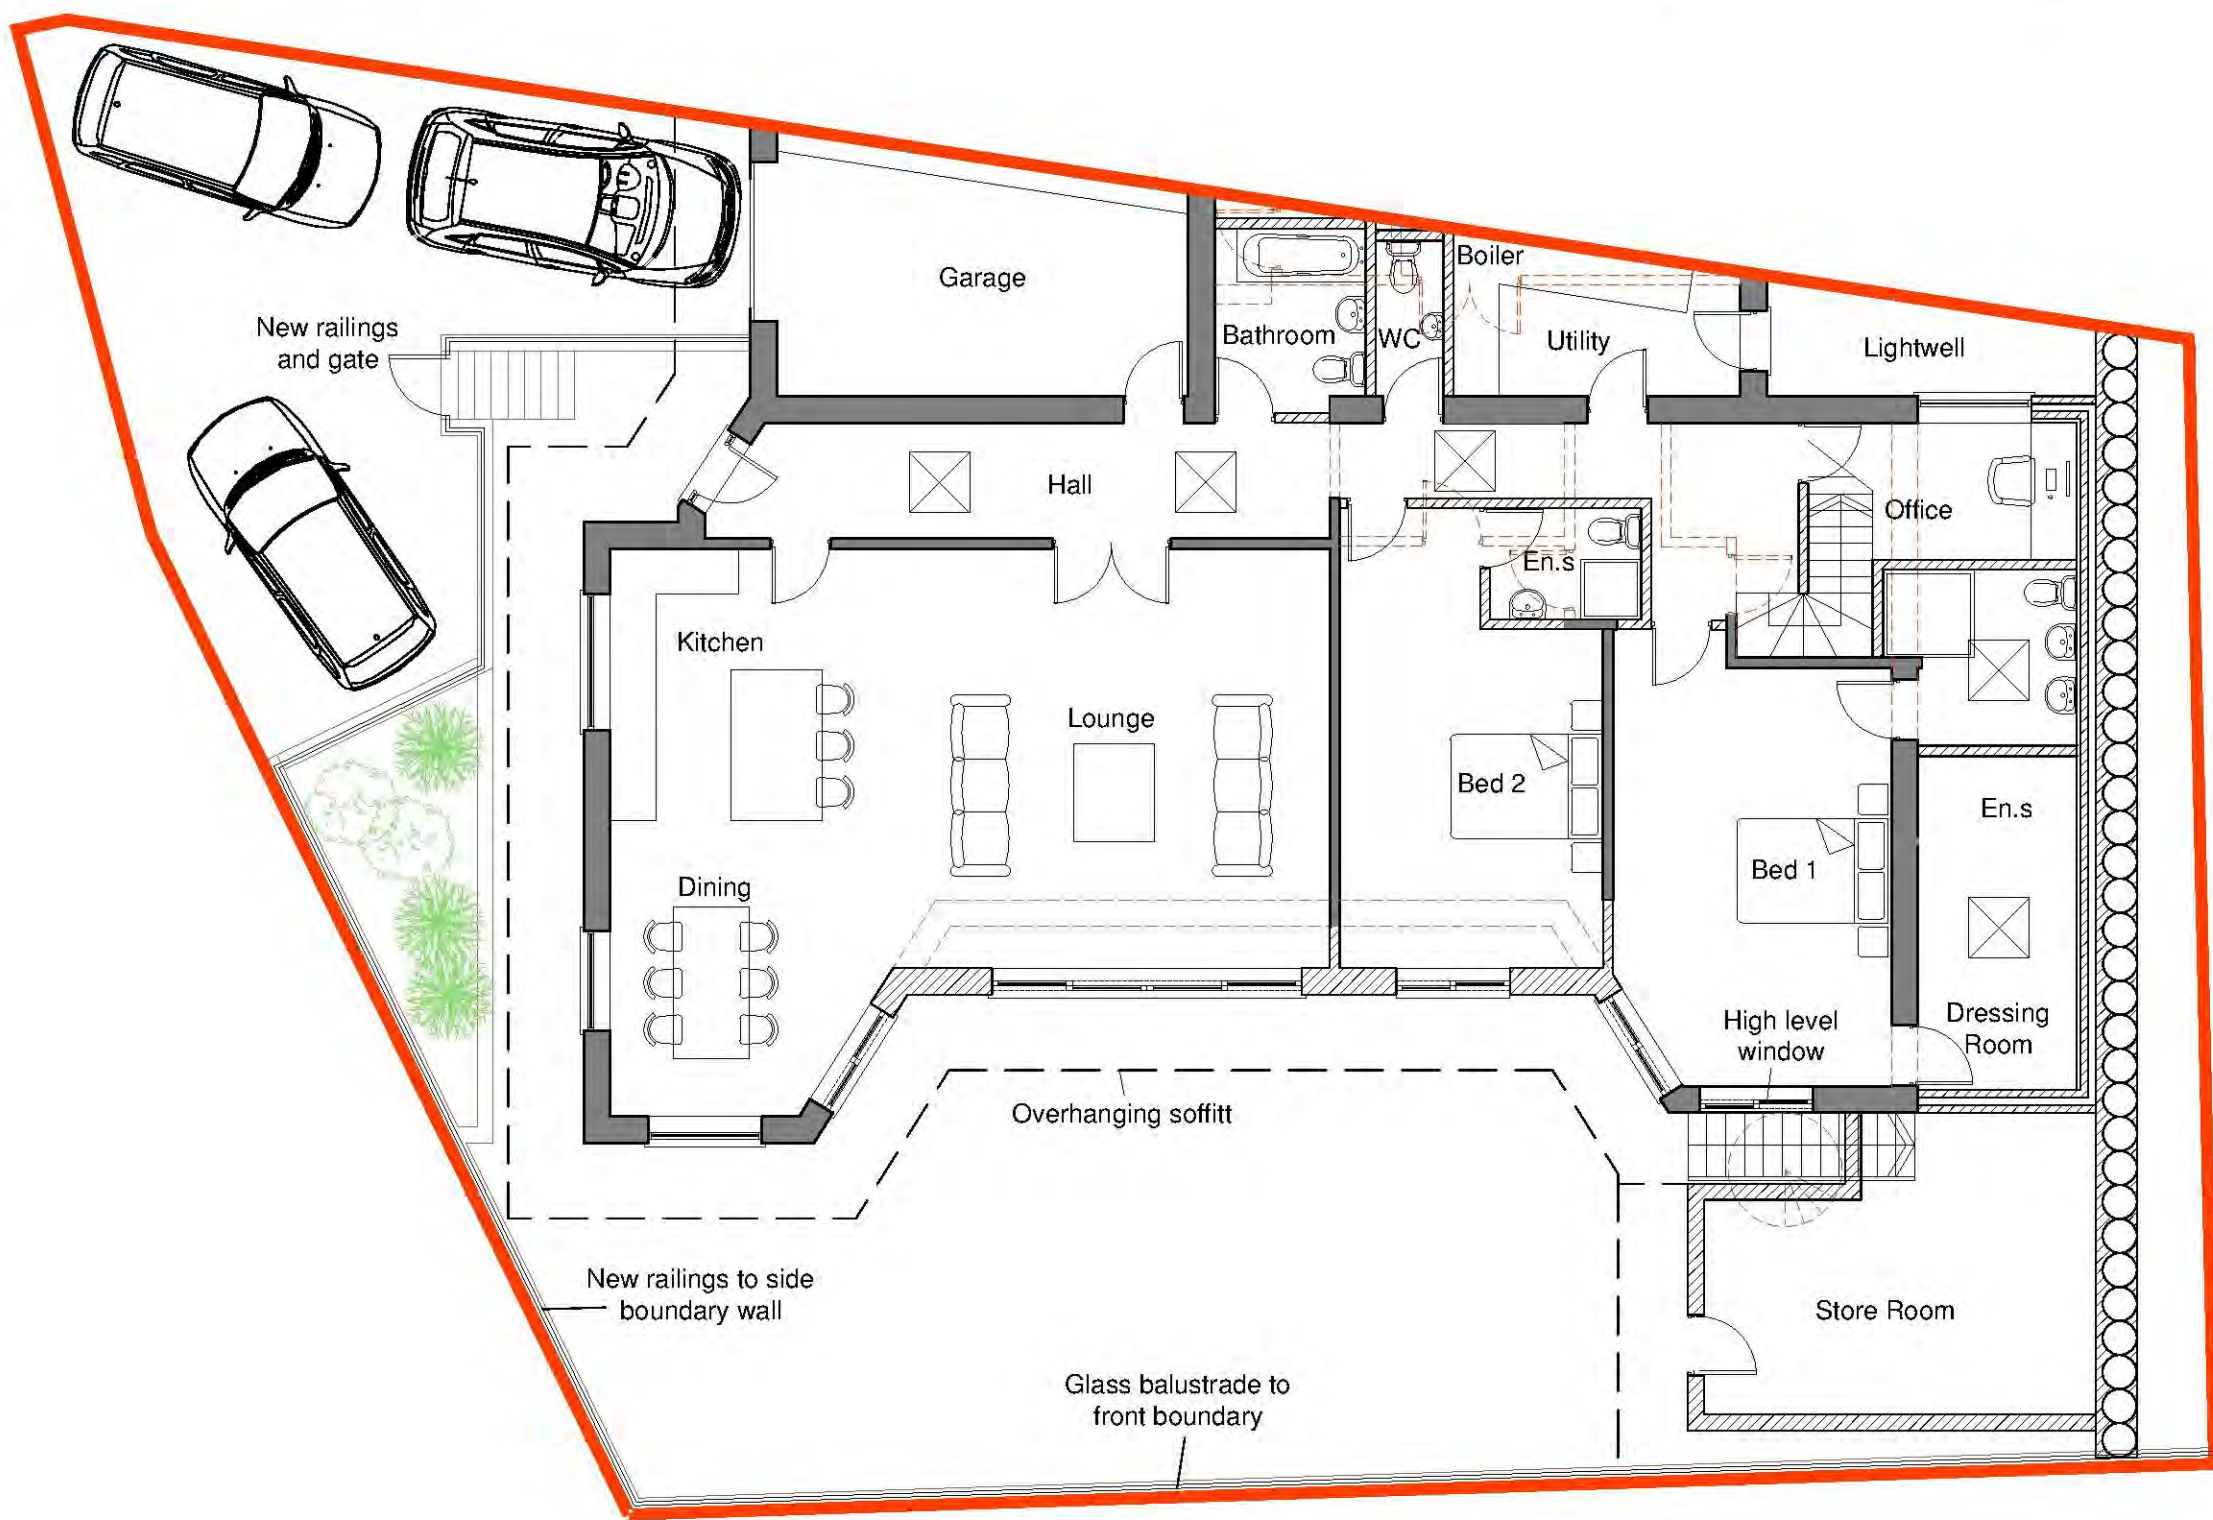 Garage
Boiler
New railings
and gate
Bathroom
WC
Utility
Lightwell
Hall
Office
En.s
Kitchen
Lounge
Bed 2
En.s
Bed 1
Dining
High level
window
Dressing
Room
Overhanging soffitt
New railings to side
boundary wall
Store Room
Glass balustrade to
front boundary